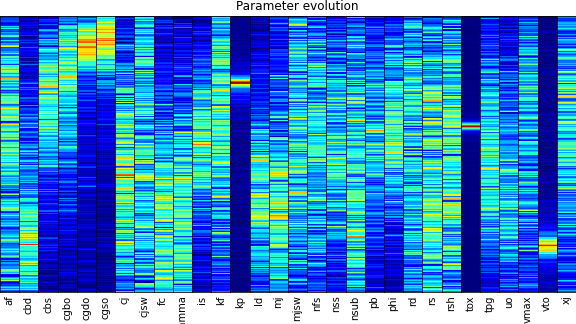 Parameter evolution
af cbd cbs cgbo cgdo cgso cj cjsw fc mma is kf kp ld mj mjsw nfs nss nsub pb phi rd rs rsh tox tpg uo vmax vto xj